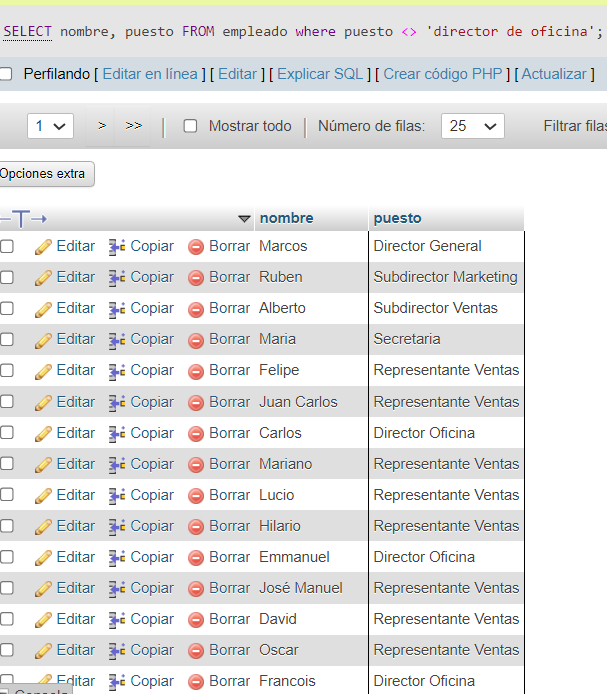 SELECT nombre, puesto FROM empleado where puesto <> 'director de oficina';
Perfilando [ Editar en línea ] [ Editar ] [ Explicar SQL ] [ Crear código PHP ] [ Actualizar ]
1 > >> | Mostrar todo | Número de filas: 25 Filtrar filas
Opciones extra
←T→ nombre puesto
Editar Copiar Borrar Marcos Director General
Editar Copiar Borrar Ruben Subdirector Marketing
Editar Copiar Borrar Alberto Subdirector Ventas
Editar Copiar Borrar Maria Secretaria
Editar Copiar Borrar Felipe Representante Ventas
Editar Copiar Borrar Juan Carlos Representante Ventas
Editar Copiar Borrar Carlos Director Oficina
Editar Copiar Borrar Mariano Representante Ventas
Editar Copiar Borrar Lucio Representante Ventas
Editar Copiar Borrar Hilario Representante Ventas
Editar Copiar Borrar Emmanuel Director Oficina
Editar Copiar Borrar José Manuel Representante Ventas
Editar Copiar Borrar David Representante Ventas
Editar Copiar Borrar Oscar Representante Ventas
Editar Copiar Borrar Francois Director Oficina